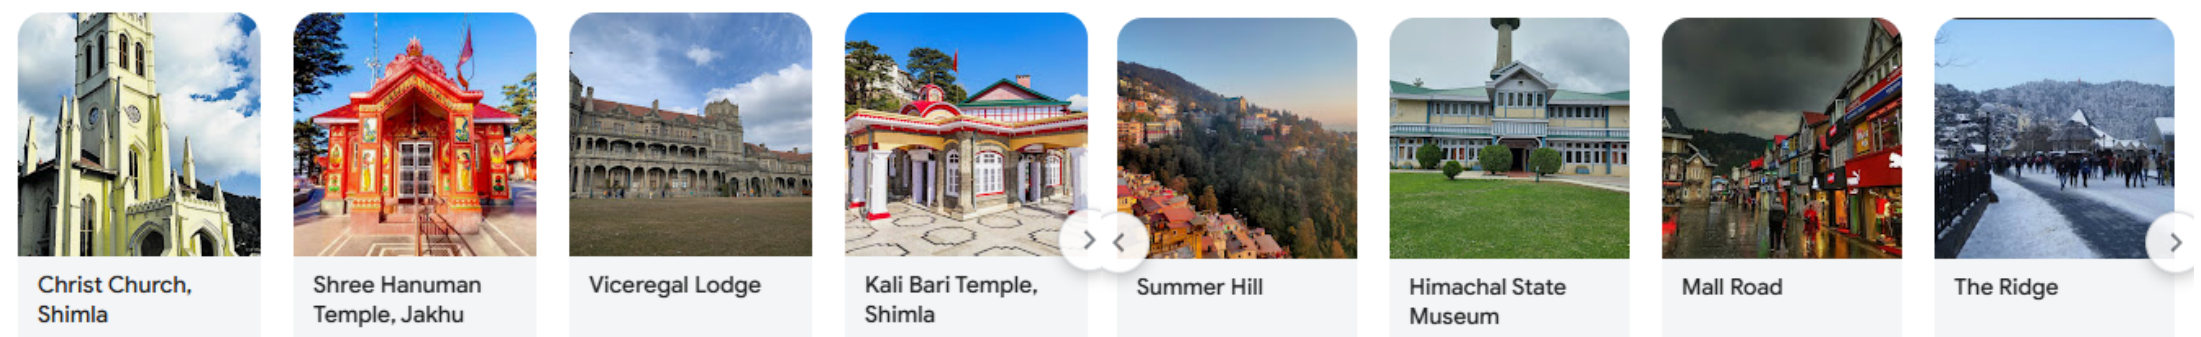 Christ Church,
Shimla
Shree Hanuman
Temple, Jakhu
Viceregal Lodge
Kali Bari Temple,
Shimla
Summer Hill
Himachal State
Museum
Mall Road
The Ridge